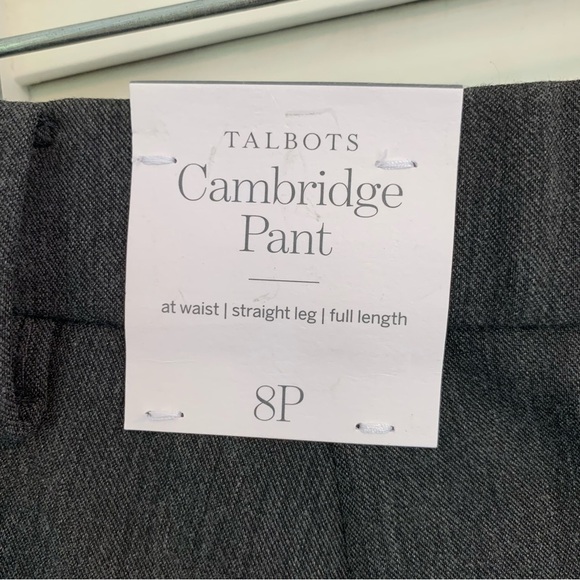 TALBOTS
Cambridge
Pant
at waist | straight leg | full length
8P